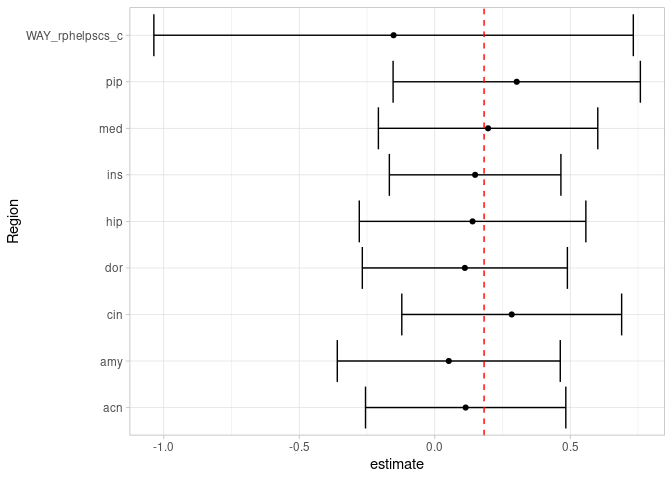 WAY_rphelpscs_c
pip
med
ins
hip
dor
cin
amy
acn
Region
-1.0
-0.5
0.0
0.5
estimate